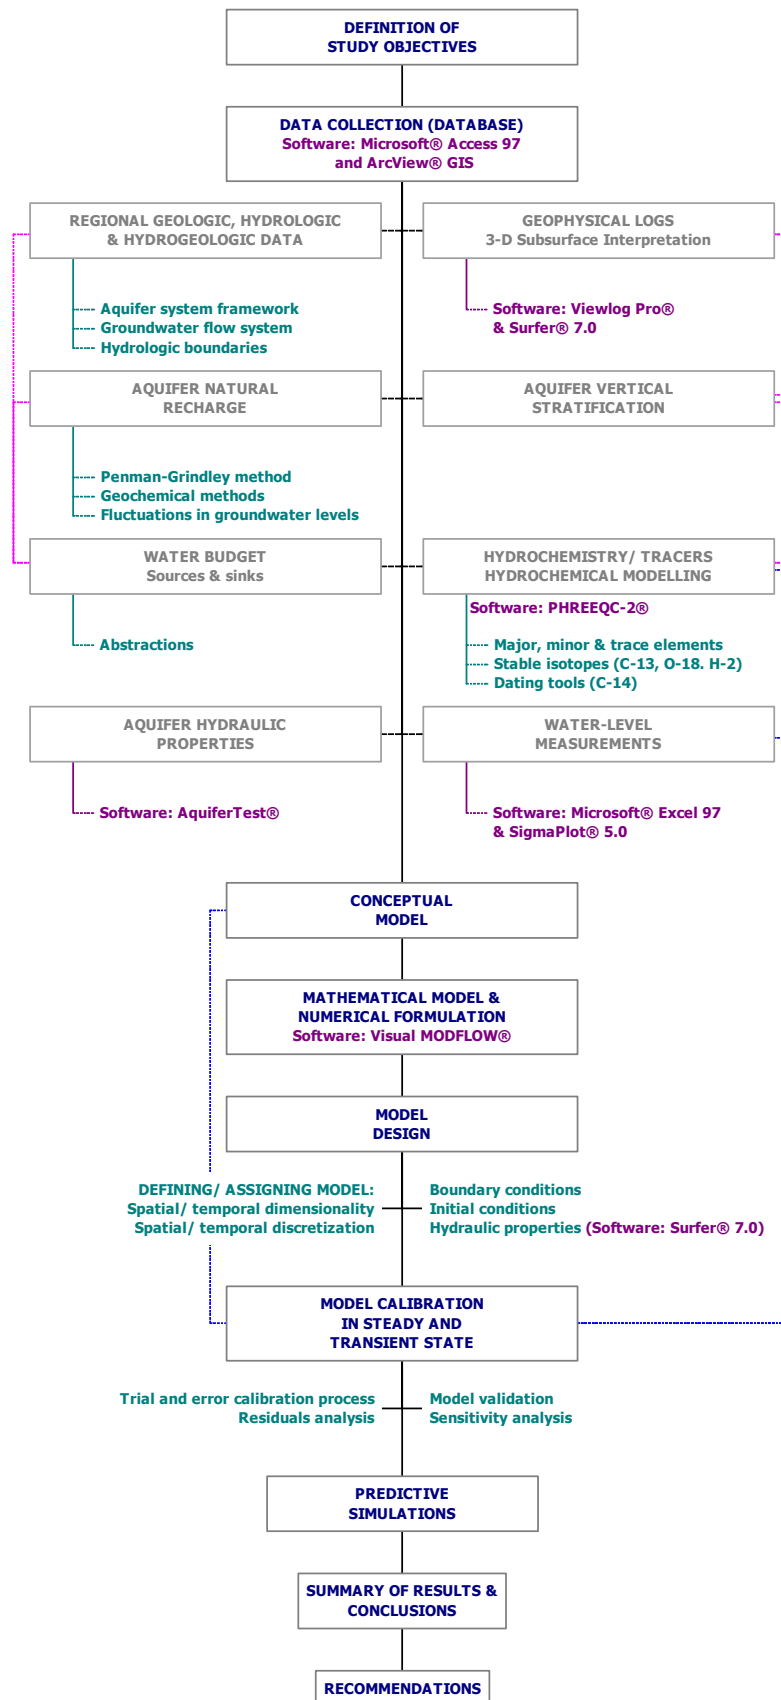 DEFINITION OF
STUDY OBJECTIVES
DATA COLLECTION (DATABASE)
Software: Microsoft® Access 97
and ArcView® GIS
REGIONAL GEOLOGIC, HYDROLOGIC
& HYDROGEOLOGIC DATA
GEOPHYSICAL LOGS
3-D Subsurface Interpretation
Aquifer system framework
Groundwater flow system
Hydrologic boundaries
Software: Viewlog Pro®
& Surfer® 7.0
AQUIFER NATURAL
RECHARGE
AQUIFER VERTICAL
STRATIFICATION
Penman-Grindley method
Geochemical methods
Fluctuations in groundwater levels
WATER BUDGET
Sources & sinks
HYDROCHEMISTRY/ TRACERS
HYDROCHEMICAL MODELLING
Software: PHREEQC-2®
Abstractions
Major, minor & trace elements
Stable isotopes (C-13, O-18. H-2)
Dating tools (C-14)
AQUIFER HYDRAULIC
PROPERTIES
WATER-LEVEL
MEASUREMENTS
Software: AquiferTest®
Software: Microsoft® Excel 97
& SigmaPlot® 5.0
CONCEPTUAL
MODEL
MATHEMATICAL MODEL &
NUMERICAL FORMULATION
Software: Visual MODFLOW®
MODEL
DESIGN
DEFINING/ ASSIGNING MODEL:
Spatial/ temporal dimensionality
Spatial/ temporal discretization
Boundary conditions
Initial conditions
Hydraulic properties (Software: Surfer® 7.0)
MODEL CALIBRATION
IN STEADY AND
TRANSIENT STATE
Trial and error calibration process
Residuals analysis
Model validation
Sensitivity analysis
PREDICTIVE
SIMULATIONS
SUMMARY OF RESULTS &
CONCLUSIONS
RECOMMENDATIONS